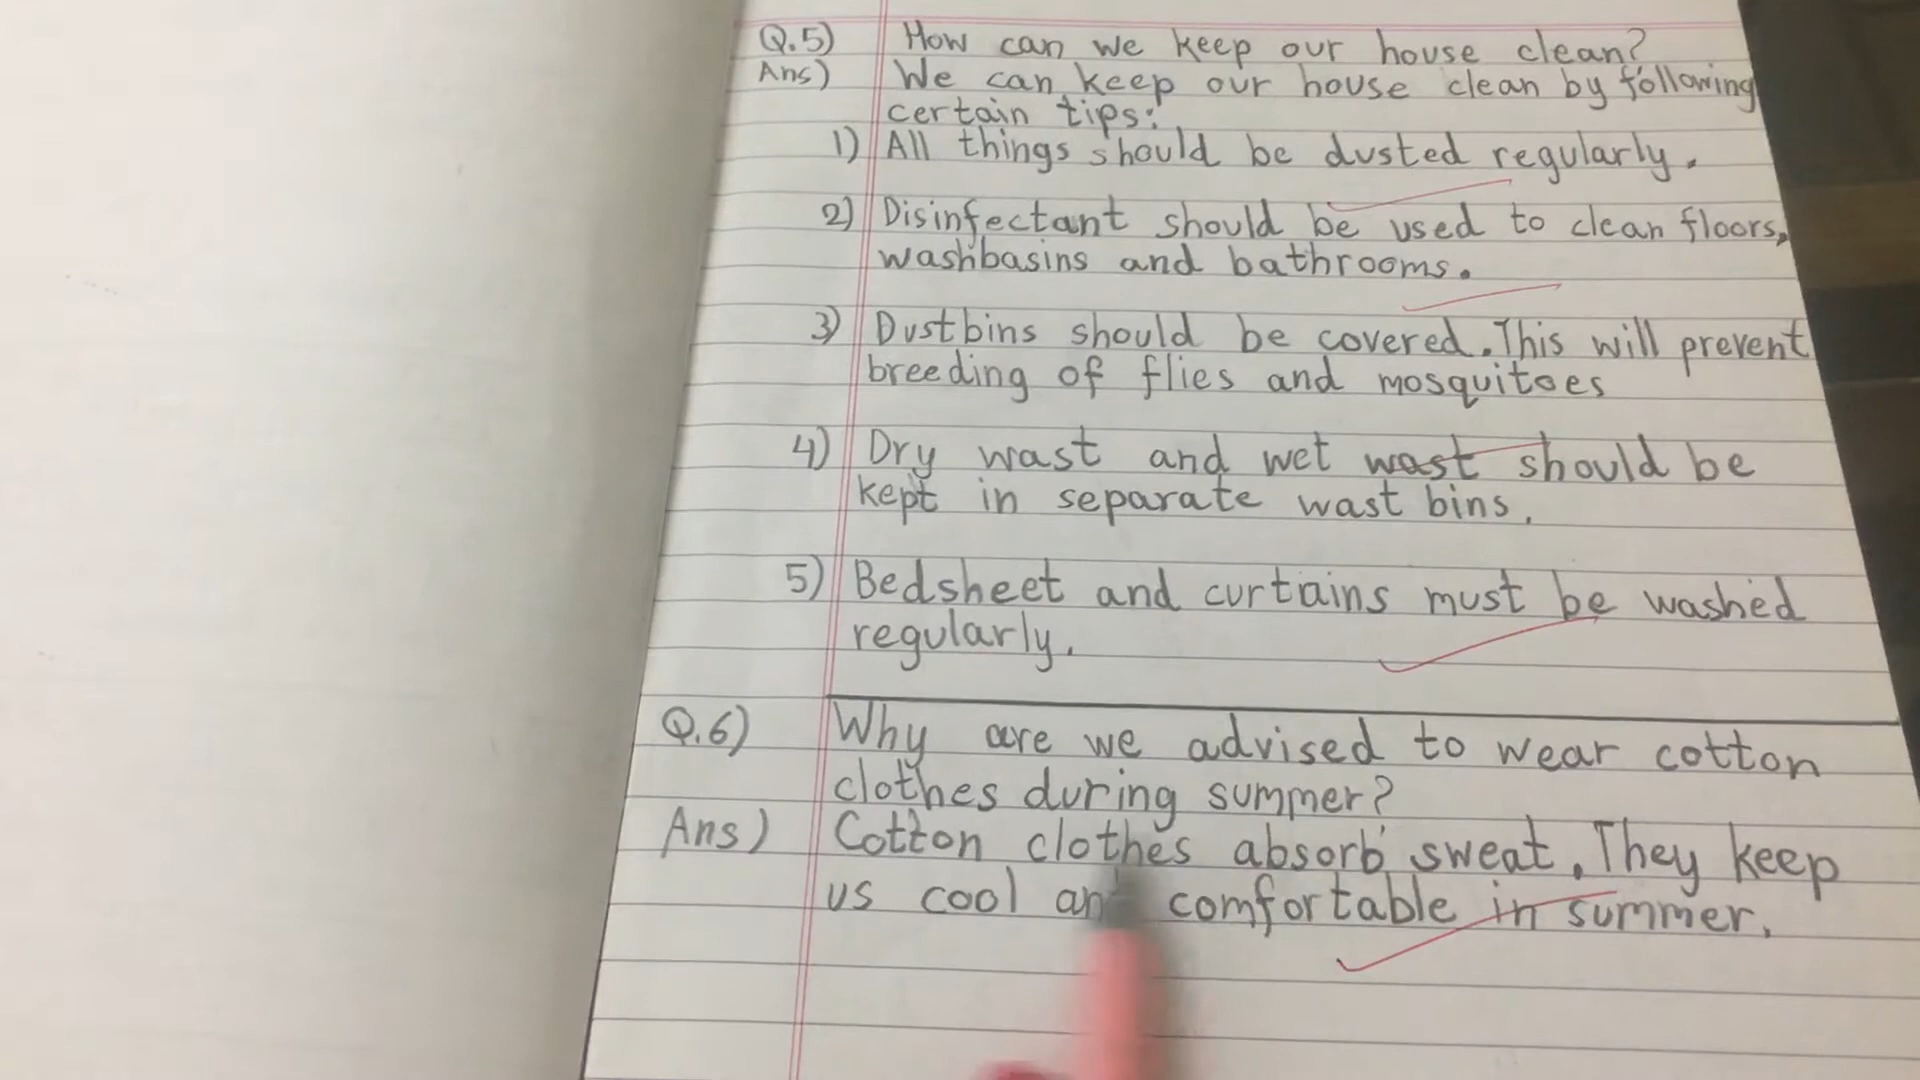 Q.5) How can we keep our house clean?
Ans) We can keep our house clean by following
certain tips:
1) All things should be dusted regularly.
2) Disinfectant should be used to clean floors,
washbasins and bathrooms.
3) Dustbins should be covered. This will prevent
breeding of flies and mosquitoes
4) Dry wast and wet wast should be
kept in separate wast bins.
5) Bedsheet and curtains must be washed
regularly.
Q.6) Why are we advised to wear cotton
clothes during summer?
Ans) Cotton clothes absorb sweat. They keep
us cool and comfortable in summer.